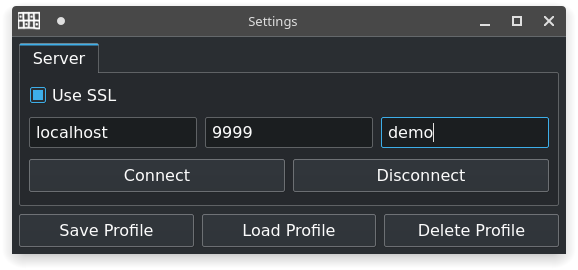 Settings
Server
Use SSL
localhost 9999 demo
Connect Disconnect
Save Profile Load Profile Delete Profile